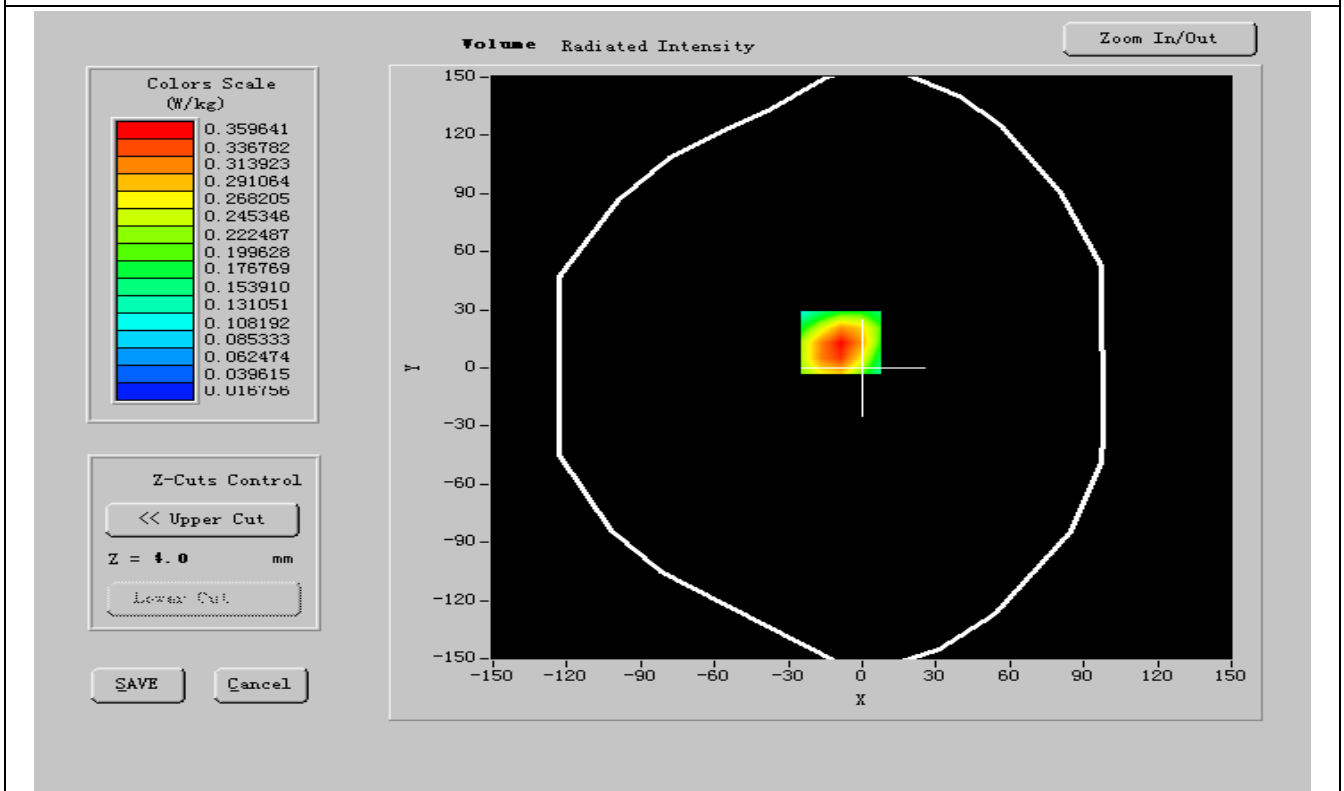 Volume Radiated Intensity
Zoom In/Out
Colors Scale
(W/kg)
0.359641
0.336782
0.313923
0.291064
0.268205
0.245346
0.222487
0.199628
0.176769
0.153910
0.131051
0.108192
0.085333
0.062474
0.039615
0.016756
Z-Cuts Control
<< Upper Cut
Z = 4.0 mm
Lower Cut
SAVE
Cancel
150
120
90
60
30
0
-30
-60
-90
-120
-150
Y
-150 -120 -90 -60 -30 0 30 60 90 120 150
X